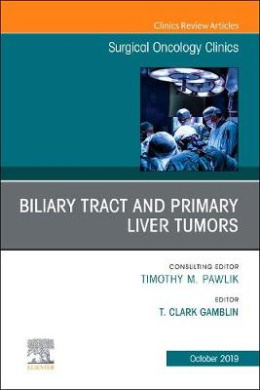 Clinics Review Articles
Surgical Oncology Clinics
BILIARY TRACT AND PRIMARY
LIVER TUMORS
CONSULTING EDITOR
TIMOTHY M. PAWLIK
EDITOR
T. CLARK GAMBLIN
ELSEVIER
October 2019